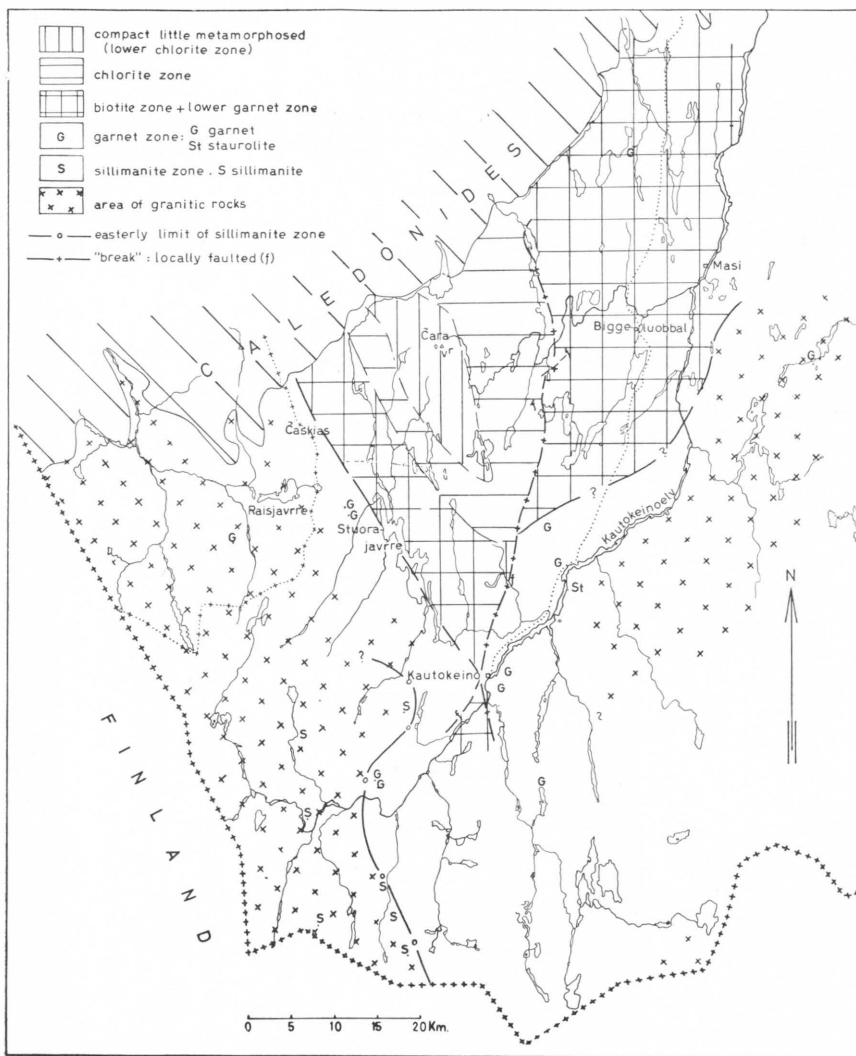 compact little metamorphosed
(lower chlorite zone)
chlorite zone
biotite zone + lower garnet zone
G garnet zone: G garnet
St staurolite
S sillimanite zone. S sillimanite
area of granitic rocks
easterly limit of sillimanite zone
"break": locally faulted (f)
CALEDONIDES
G
Masi
Čara
vr
Bigge luobbal
G
Časkias
?
?
Raisjavrre
G
G
G
Stuora-
javrre
Kautokeinoelv
G
G
St
N
?
Kautokeino
G
G
S
f
?
S
G
G
G
S
FINLAND
S
S
S
0 5 10 15 20 Km.